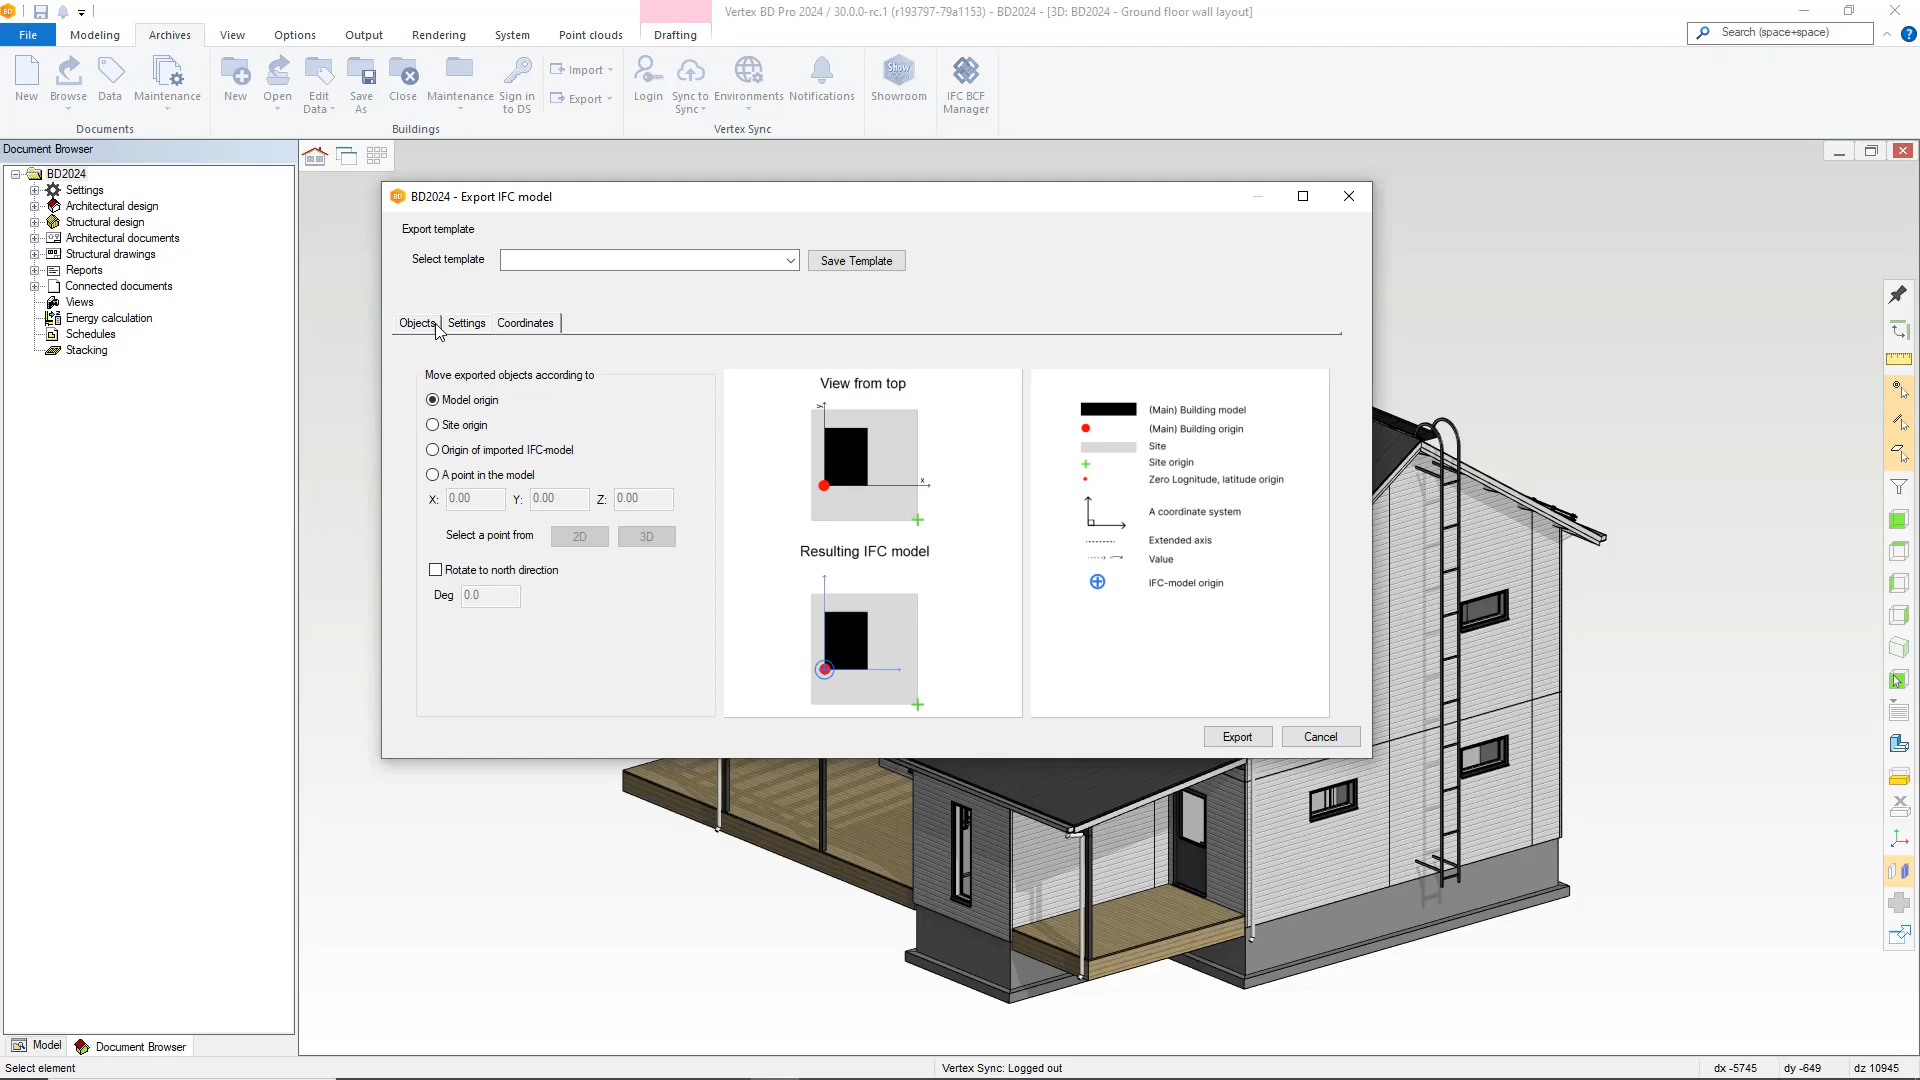 BD
Vertex BD Pro 2024 / 30.0.0-rc.1 (r193797-79a1153) - BD2024 - [3D: BD2024 - Ground floor wall layout]
File Modeling Archives View Options Output Rendering System Point clouds Drafting
Search (space+space)
?
New Browse Data Maintenance
Documents
New Open Edit Data Save As Close Maintenance Sign in to DS
Import
Export
Buildings
Login Sync to Sync Environments Notifications
Vertex Sync
Show ROOM
Showroom
IFC BCF Manager
Document Browser
BD2024
Settings
Architectural design
Structural design
Architectural documents
Structural drawings
Reports
Connected documents
Views
Energy calculation
Schedules
Stacking
BD
BD2024 - Export IFC model
Export template
Select template
Save Template
Objects Settings Coordinates
Move exported objects according to
Model origin
Site origin
Origin of imported IFC-model
A point in the model
X: 0.00 Y: 0.00 Z: 0.00
Select a point from 2D 3D
Rotate to north direction
Deg 0.0
View from top
y
x
Resulting IFC model
(Main) Building model
(Main) Building origin
Site
Site origin
Zero Lognitude, latitude origin
A coordinate system
Extended axis
Value
IFC-model origin
Export Cancel
Model Document Browser
Select element
Vertex Sync: Logged out
dx -5745 dy -649 dz 10945